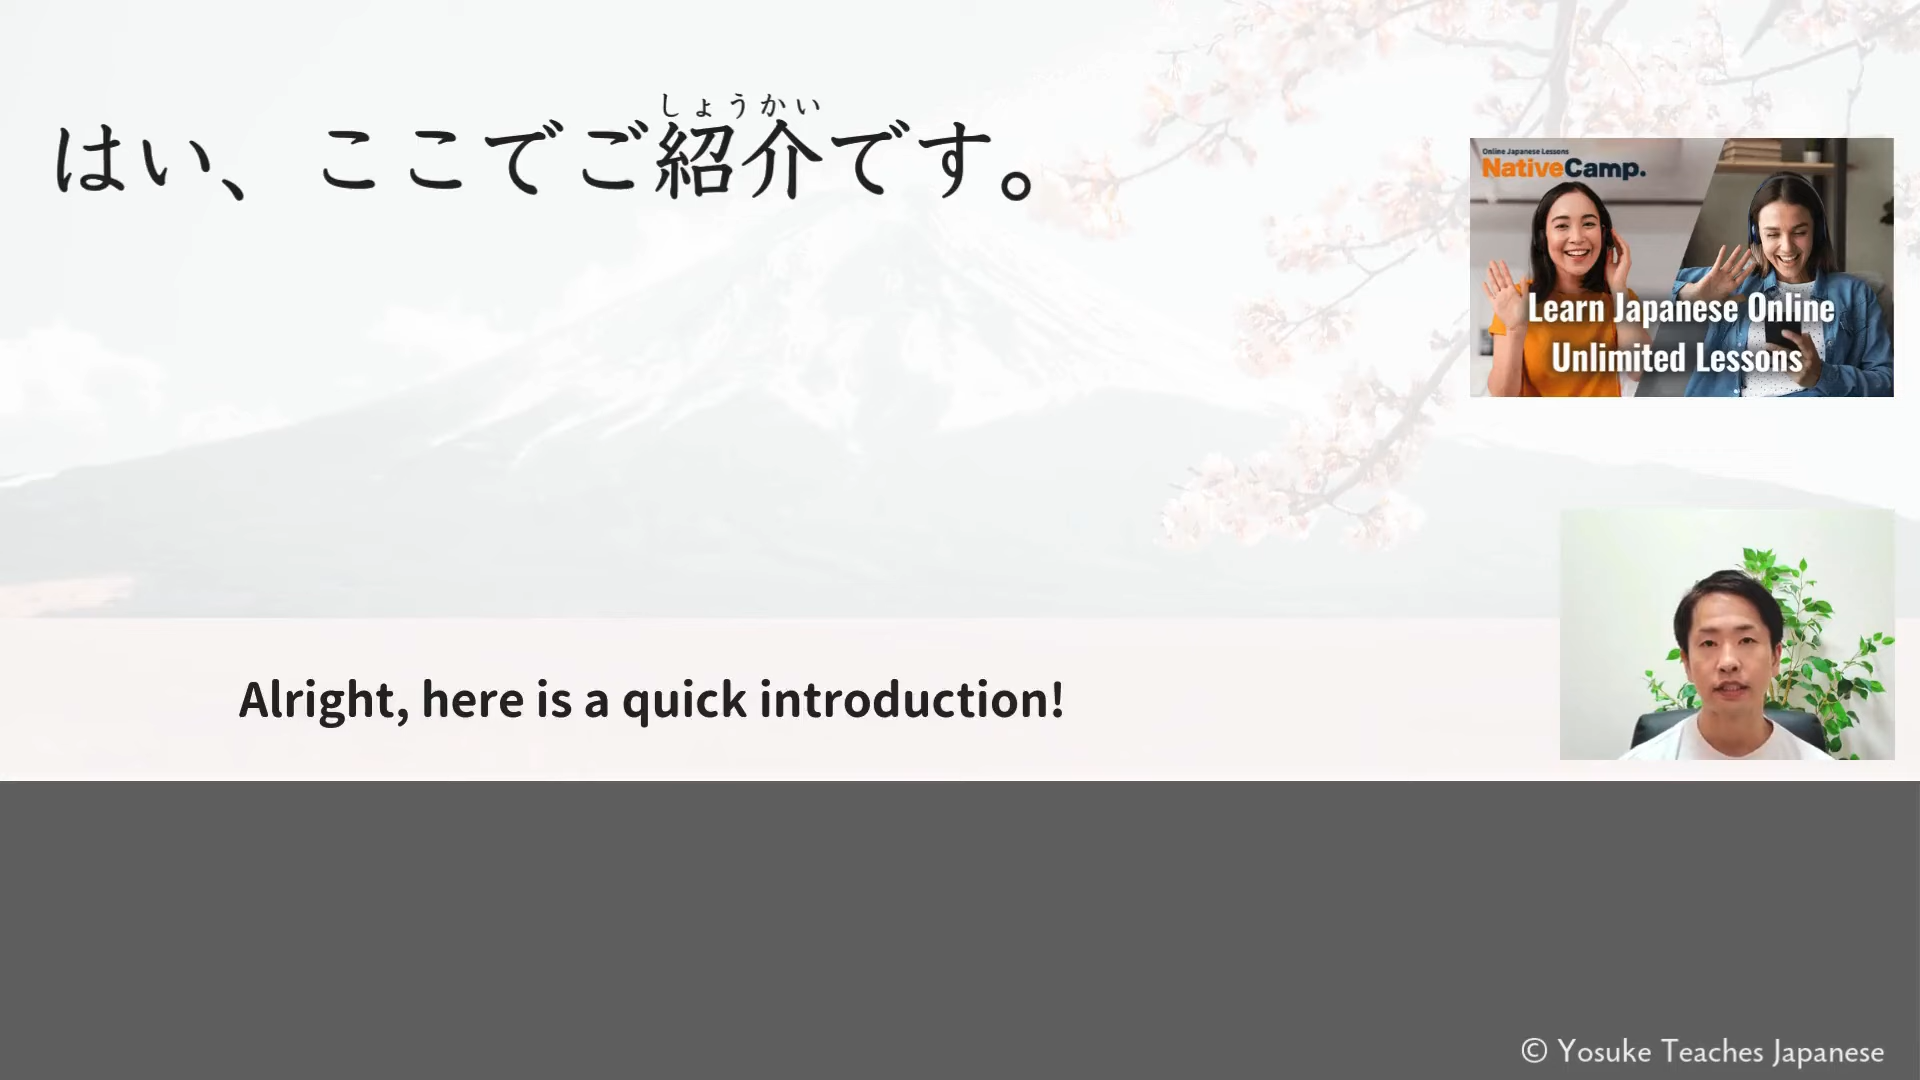 しょうかい
はい、ここでご紹介です。
Online Japanese Lessons
NativeCamp.
Learn Japanese Online
Unlimited Lessons
Alright, here is a quick introduction!
© Yosuke Teaches Japanese